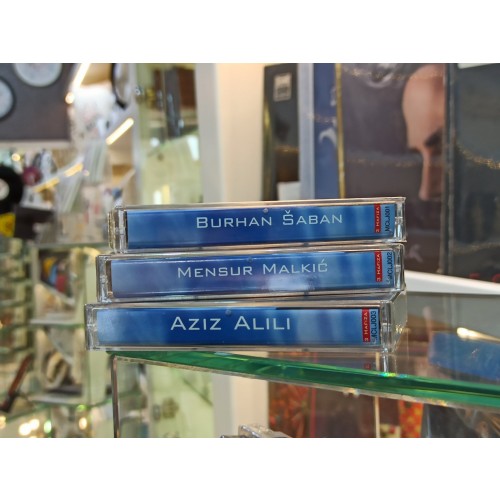 BURHAN ŠABAN
MENSUR MALKIĆ
AZIZ ALILI